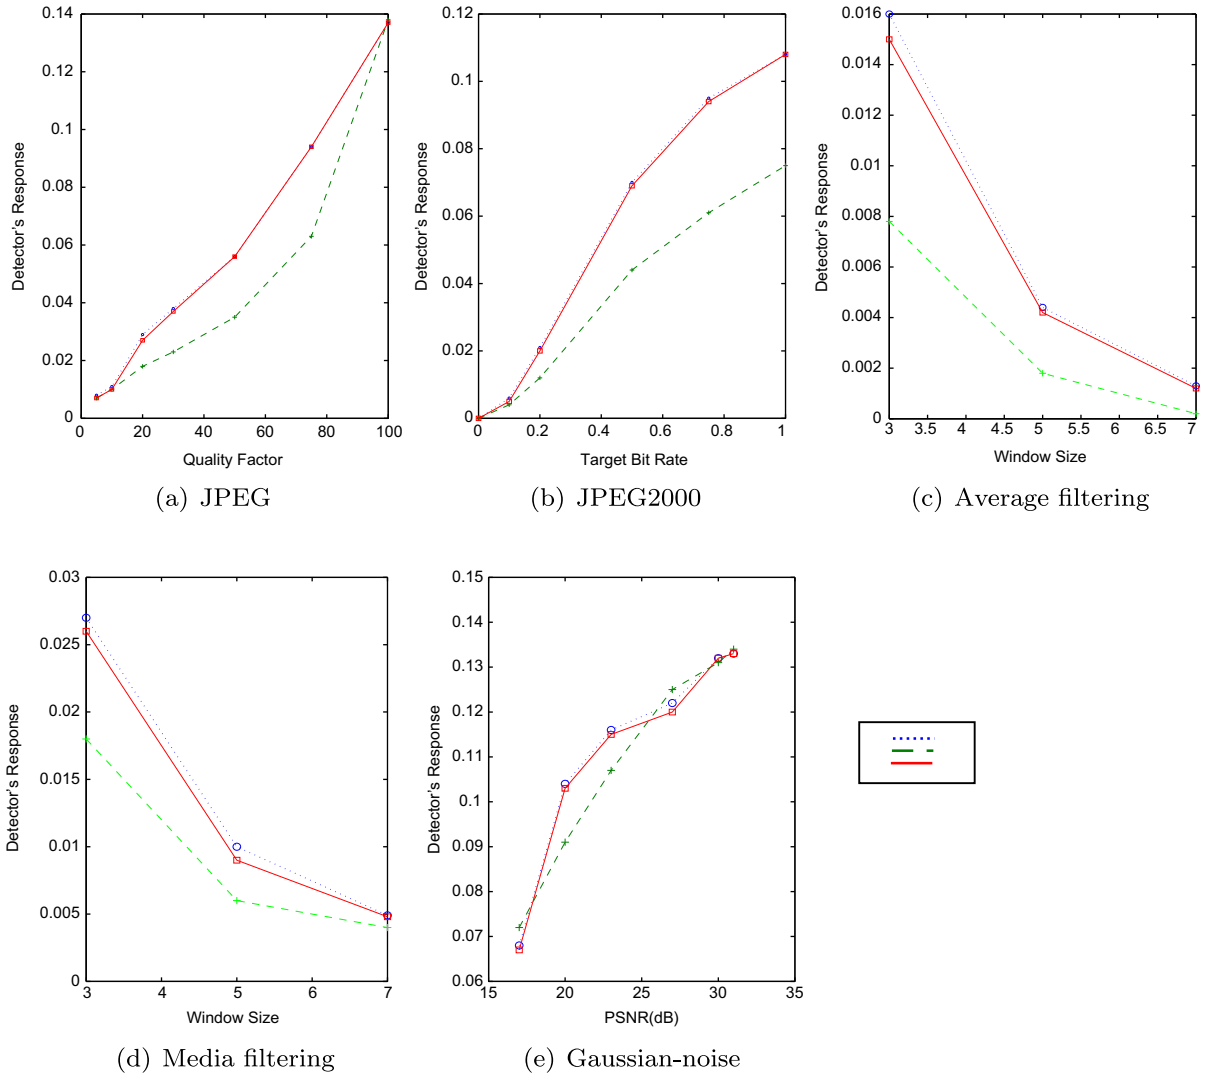 0.14
0.12
0.1
0.08
0.06
0.04
0.02
0
Detector's Response
0 20 40 60 80 100
Quality Factor
(a) JPEG
0.12
0.1
0.08
0.06
0.04
0.02
0
Detector's Response
0 0.2 0.4 0.6 0.8 1
Target Bit Rate
(b) JPEG2000
0.016
0.014
0.012
0.01
0.008
0.006
0.004
0.002
0
Detector's Response
3 3.5 4 4.5 5 5.5 6 6.5 7
Window Size
(c) Average filtering
0.03
0.025
0.02
0.015
0.01
0.005
0
Detector's Response
3 4 5 6 7
Window Size
(d) Media filtering
0.15
0.14
0.13
0.12
0.11
0.1
0.09
0.08
0.07
0.06
Detector's Response
15 20 25 30 35
PSNR(dB)
(e) Gaussian-noise